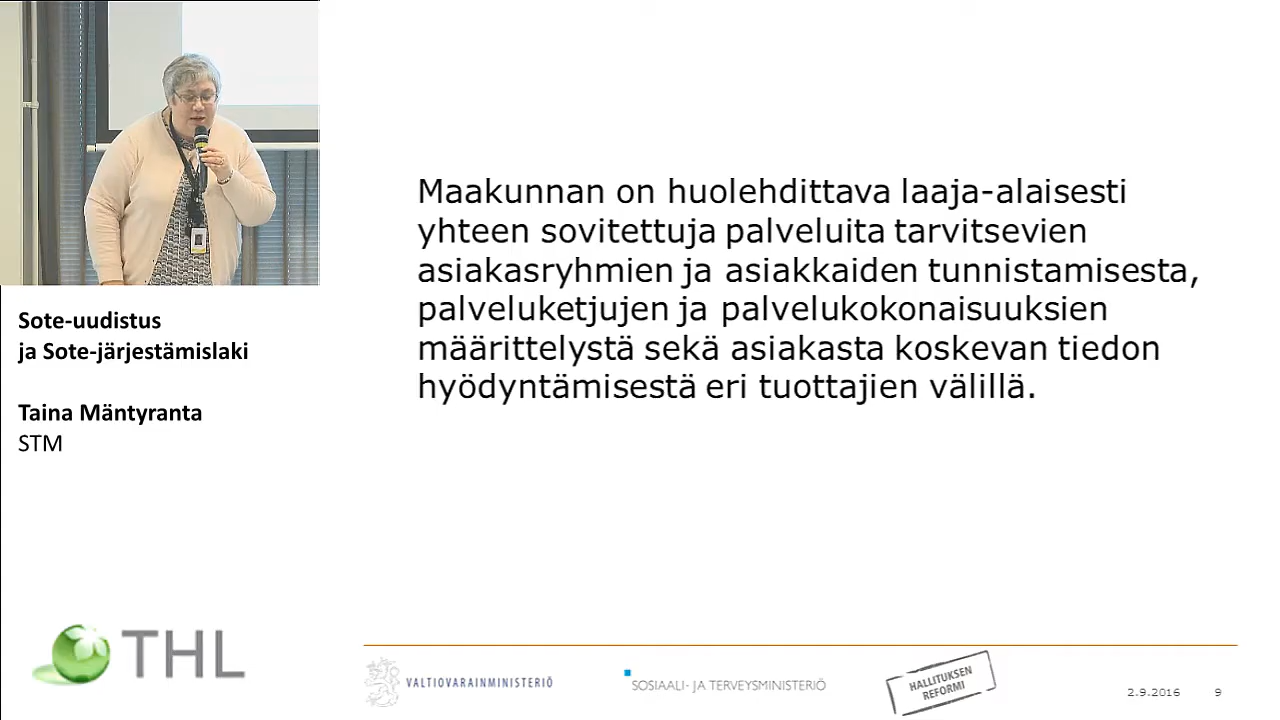 Maakunnan on huolehdittava laaja-alaisesti
yhteen sovitettuja palveluita tarvitsevien
asiakasryhmien ja asiakkaiden tunnistamisesta,
palveluketjujen ja palvelukokonaisuuksien
määrittelystä sekä asiakasta koskevan tiedon
hyödyntämisestä eri tuottajien välillä.
Sote-uudistus
ja Sote-järjestämislaki
Taina Mäntyranta
STM
THL
VALTIOVARAINMINISTERIÖ
SOSIAALI- JA TERVEYSMINISTERIÖ
HALLITUKSEN
REFORMI
2.9.2016
9